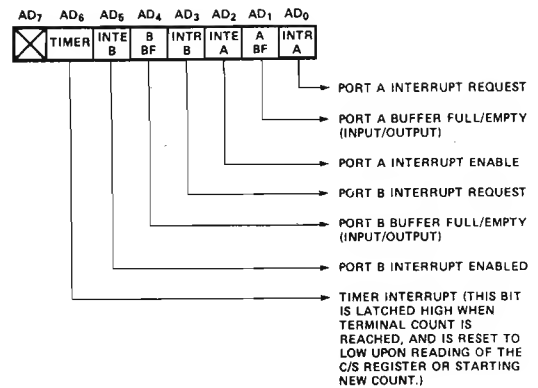 AD7 AD6 AD5 AD4 AD3 AD2 AD1 AD0
TIMER INTE B B BF INTR B INTE A A BF INTR A
PORT A INTERRUPT REQUEST
PORT A BUFFER FULL/EMPTY
(INPUT/OUTPUT)
PORT A INTERRUPT ENABLE
PORT B INTERRUPT REQUEST
PORT B BUFFER FULL/EMPTY
(INPUT/OUTPUT)
PORT B INTERRUPT ENABLED
TIMER INTERRUPT (THIS BIT
IS LATCHED HIGH WHEN
TERMINAL COUNT IS
REACHED, AND IS RESET TO
LOW UPON READING OF THE
C/S REGISTER OR STARTING
NEW COUNT.)